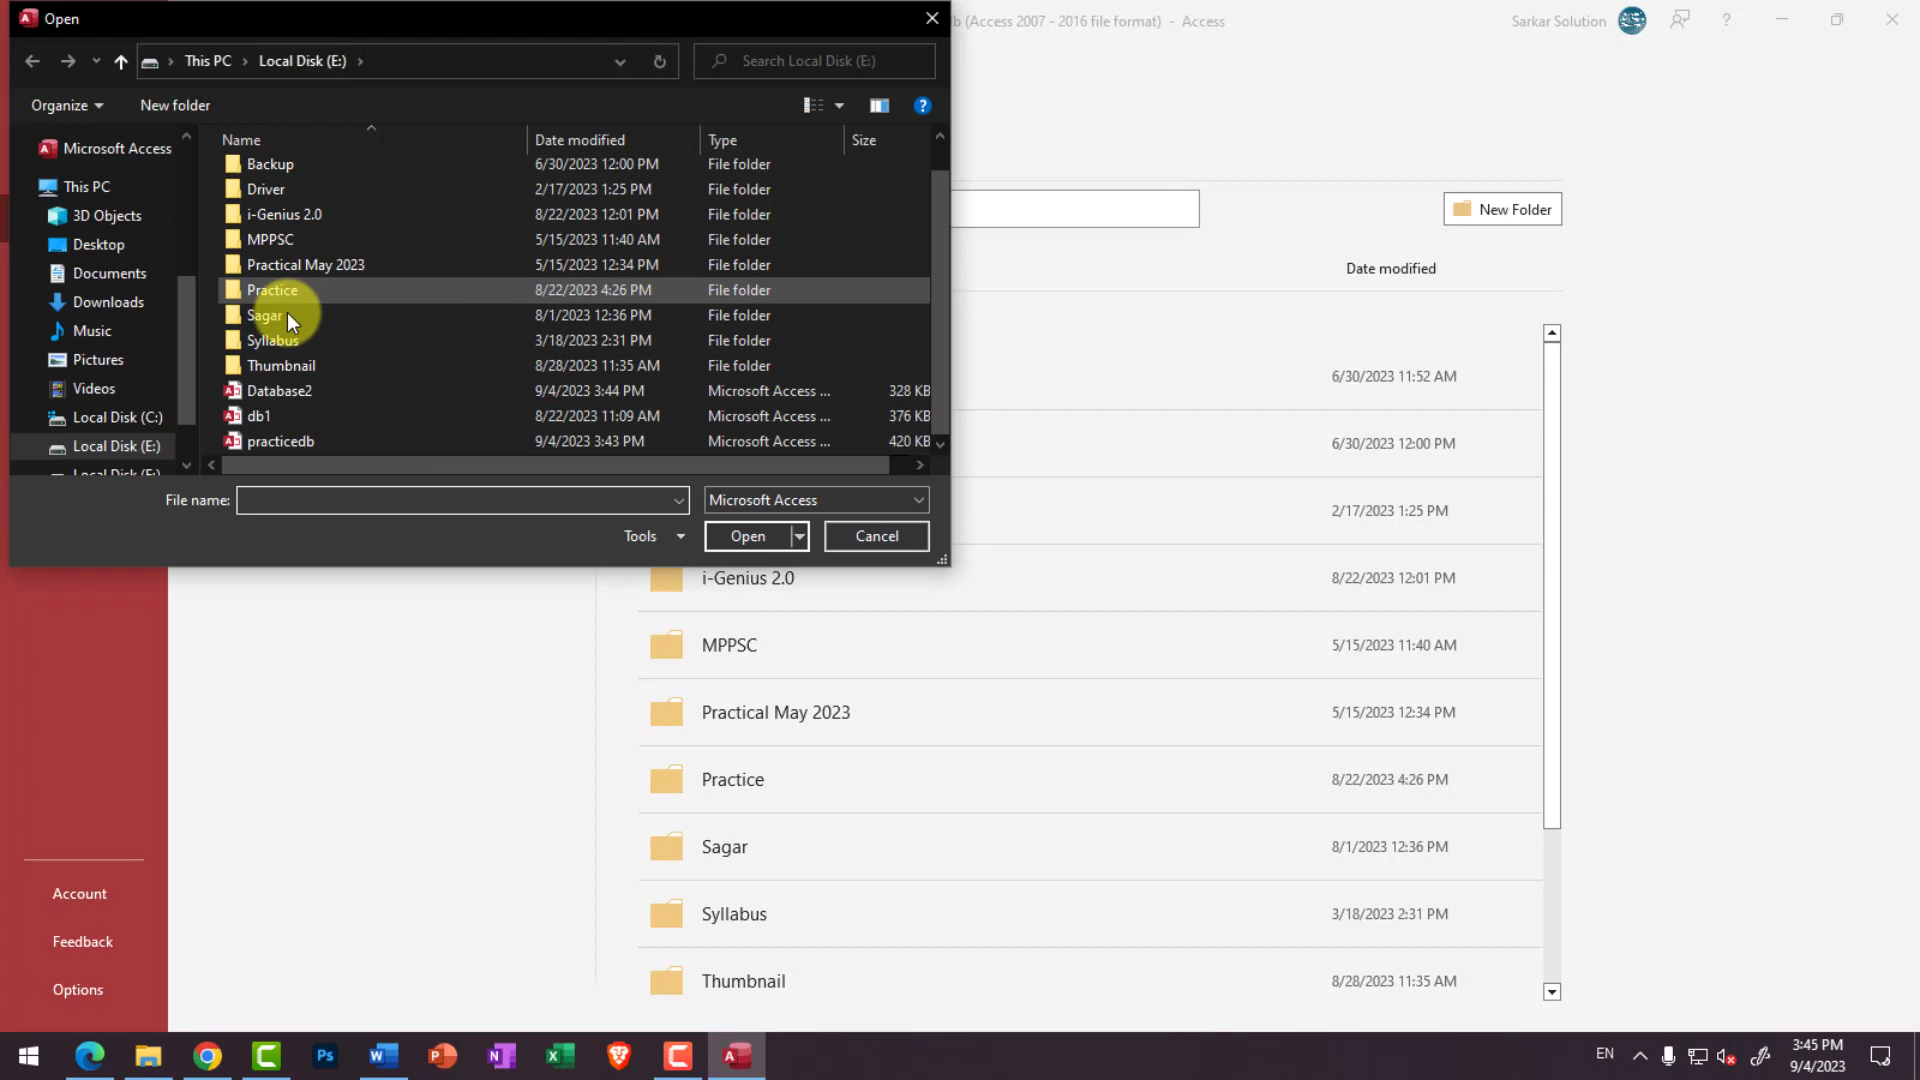 Open
b (Access 2007 - 2016 file format) - Access
Sarkar Solution
?
This PC
Local Disk (E:)
Search Local Disk (E:)
Organize
New folder
?
Name
Date modified
Type
Size
Microsoft Access
This PC
3D Objects
Desktop
Documents
Downloads
Music
Pictures
Videos
Local Disk (C:)
Local Disk (E:)
Backup 6/30/2023 12:00 PM File folder
Driver 2/17/2023 1:25 PM File folder
i-Genius 2.0 8/22/2023 12:01 PM File folder
MPPSC 5/15/2023 11:40 AM File folder
Practical May 2023 5/15/2023 12:34 PM File folder
Practice 8/22/2023 4:26 PM File folder
Sagar 8/1/2023 12:36 PM File folder
Syllabus 3/18/2023 2:31 PM File folder
Thumbnail 8/28/2023 11:35 AM File folder
Database2 9/4/2023 3:44 PM Microsoft Access ... 328 KB
db1 8/22/2023 11:09 AM Microsoft Access ... 376 KB
practicedb 9/4/2023 3:43 PM Microsoft Access ... 420 KB
File name:
Microsoft Access
Tools
Open
Cancel
New Folder
Date modified
6/30/2023 11:52 AM
6/30/2023 12:00 PM
2/17/2023 1:25 PM
i-Genius 2.0 8/22/2023 12:01 PM
MPPSC 5/15/2023 11:40 AM
Practical May 2023 5/15/2023 12:34 PM
Practice 8/22/2023 4:26 PM
Sagar 8/1/2023 12:36 PM
Syllabus 3/18/2023 2:31 PM
Thumbnail 8/28/2023 11:35 AM
Account
Feedback
Options
Ps
EN
3:45 PM
9/4/2023